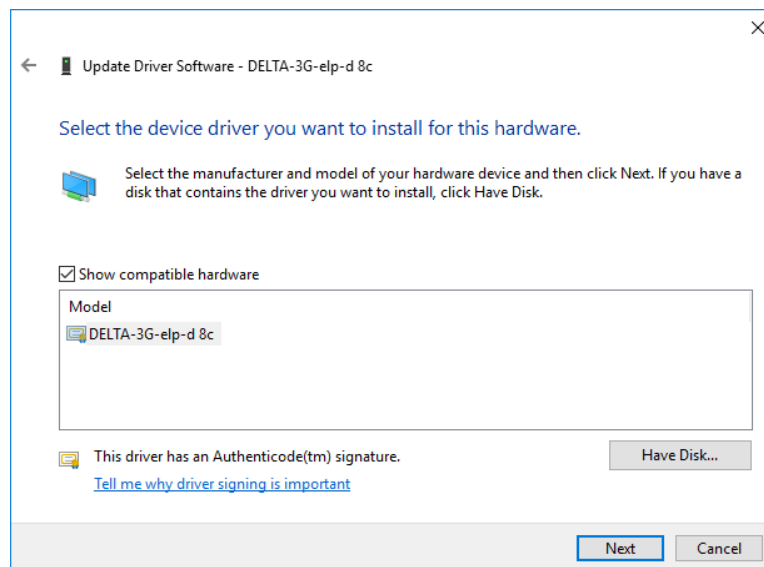 Update Driver Software - DELTA-3G-elp-d 8c
Select the device driver you want to install for this hardware.
Select the manufacturer and model of your hardware device and then click Next. If you have a
disk that contains the driver you want to install, click Have Disk.
Show compatible hardware
Model
DELTA-3G-elp-d 8c
This driver has an Authenticode(tm) signature.
Have Disk...
Tell me why driver signing is important
Next
Cancel